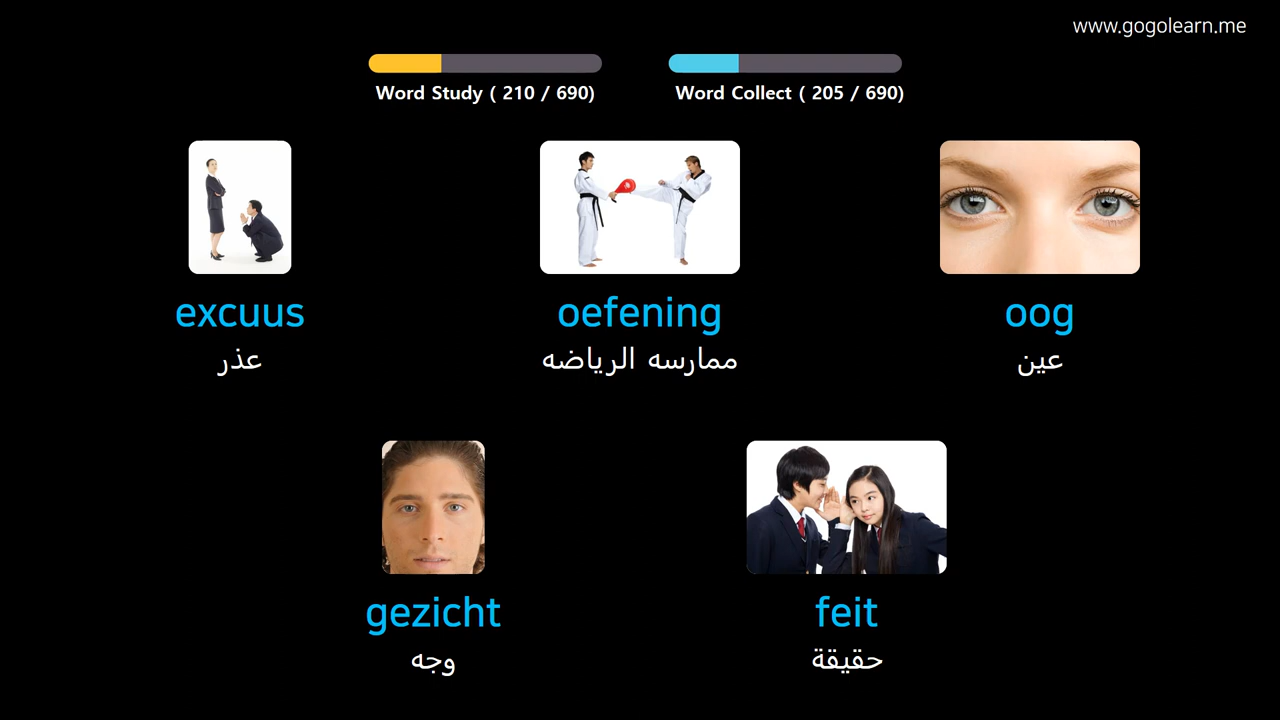 www.gogolearn.me
Word Study ( 210 / 690)
Word Collect ( 205 / 690)
excuus
عذر
oefening
ممارسه الرياضه
oog
عين
gezicht
وجه
feit
حقيقة